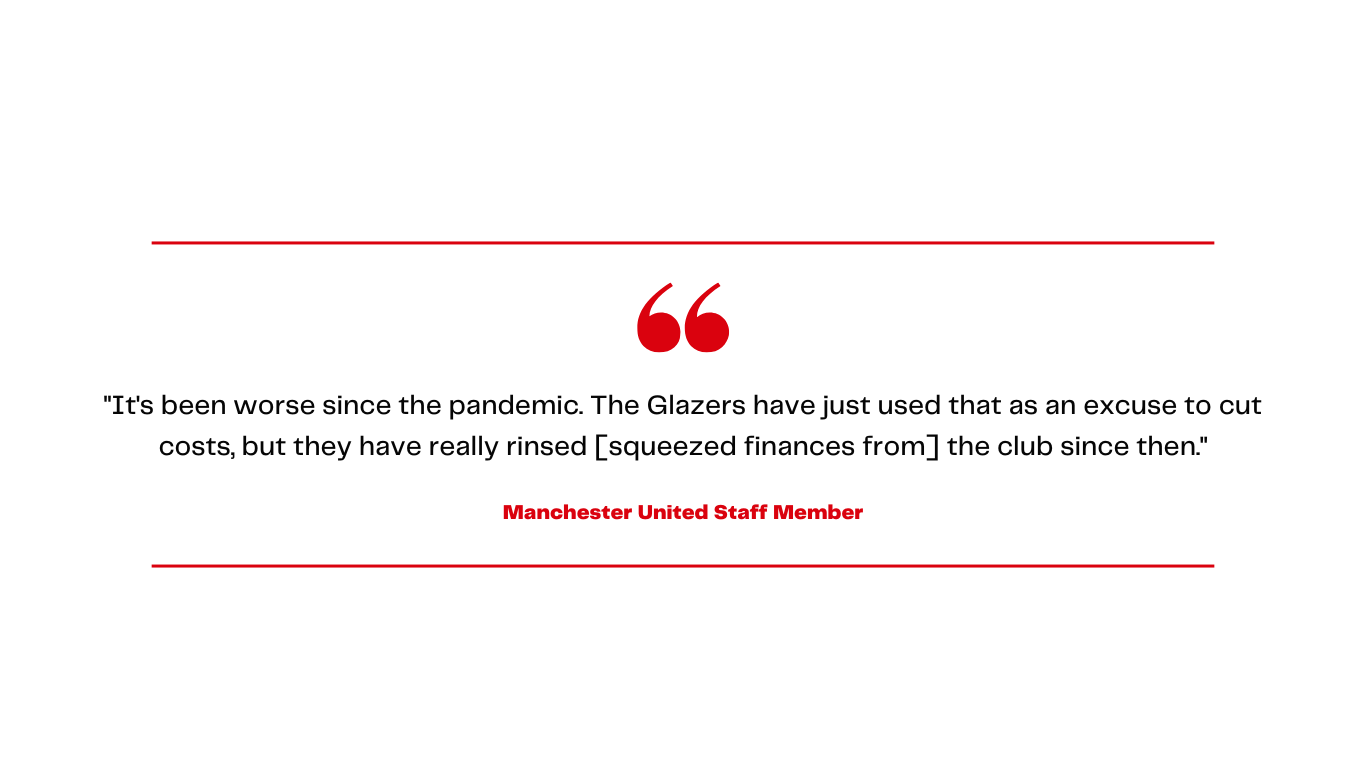 "It's been worse since the pandemic. The Glazers have just used that as an excuse to cut
costs, but they have really rinsed [squeezed finances from] the club since then."
Manchester United Staff Member